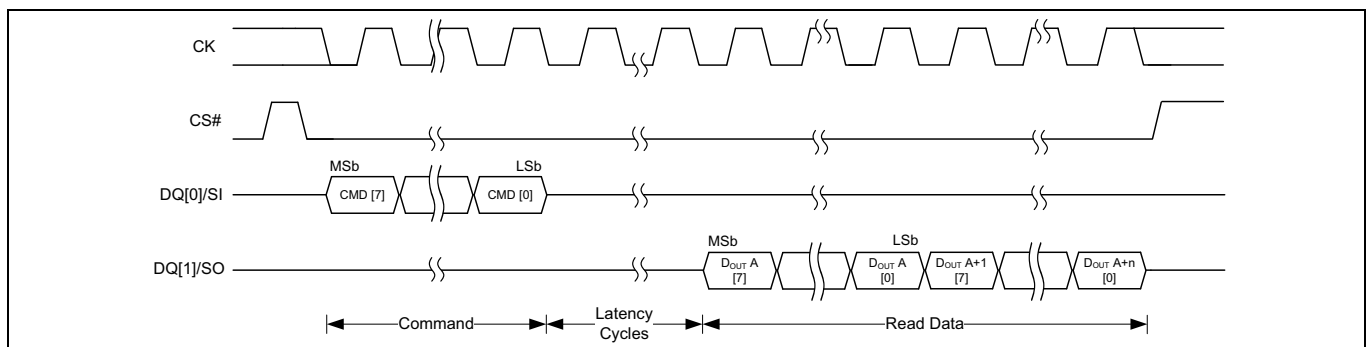 CK
CS#
MSb LSb
DQ[0]/SI CMD [7] CMD [0]
MSb LSb
DQ[1]/SO DOUT A [7] DOUT A [0] DOUT A+1 [7] DOUT A+n [0]
Command Latency Cycles Read Data